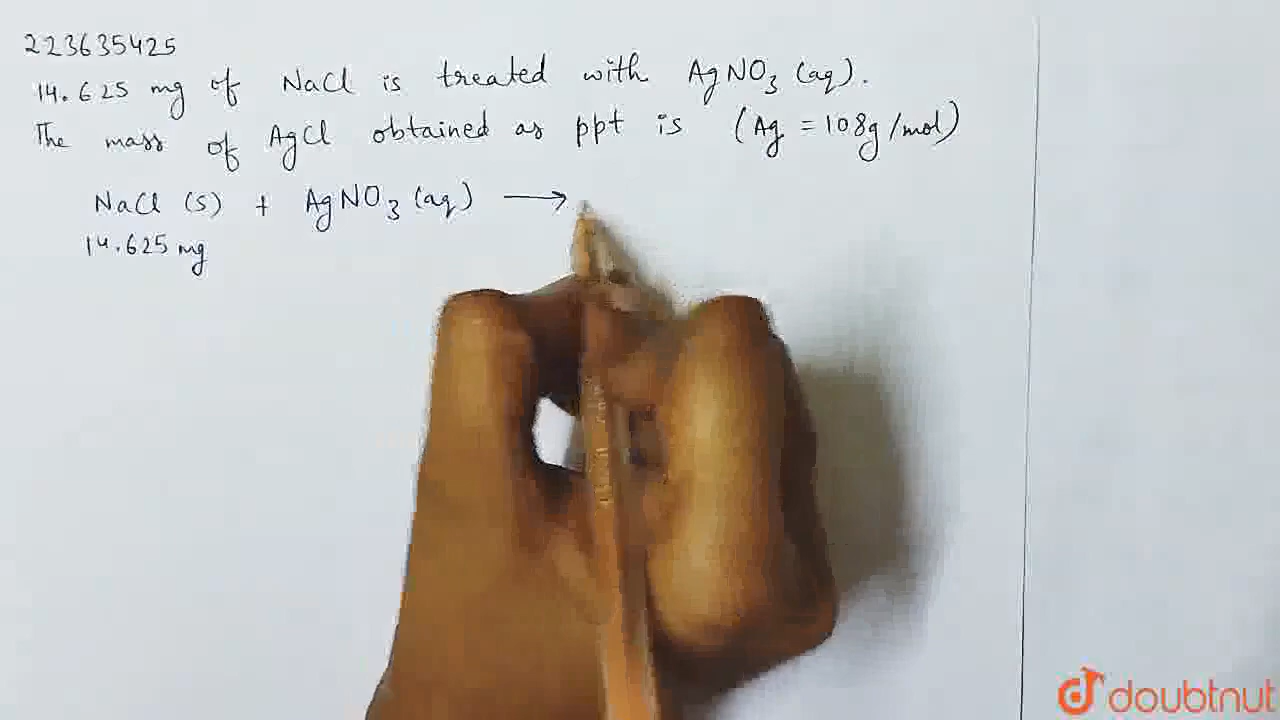 223635425
14.625 mg of NaCl is treated with AgNO₃ (aq).
The mass of AgCl obtained as ppt is (Ag = 108g/mol)
NaCl (s) + AgNO₃ (aq) ⟶
14.625 mg
doubtnut